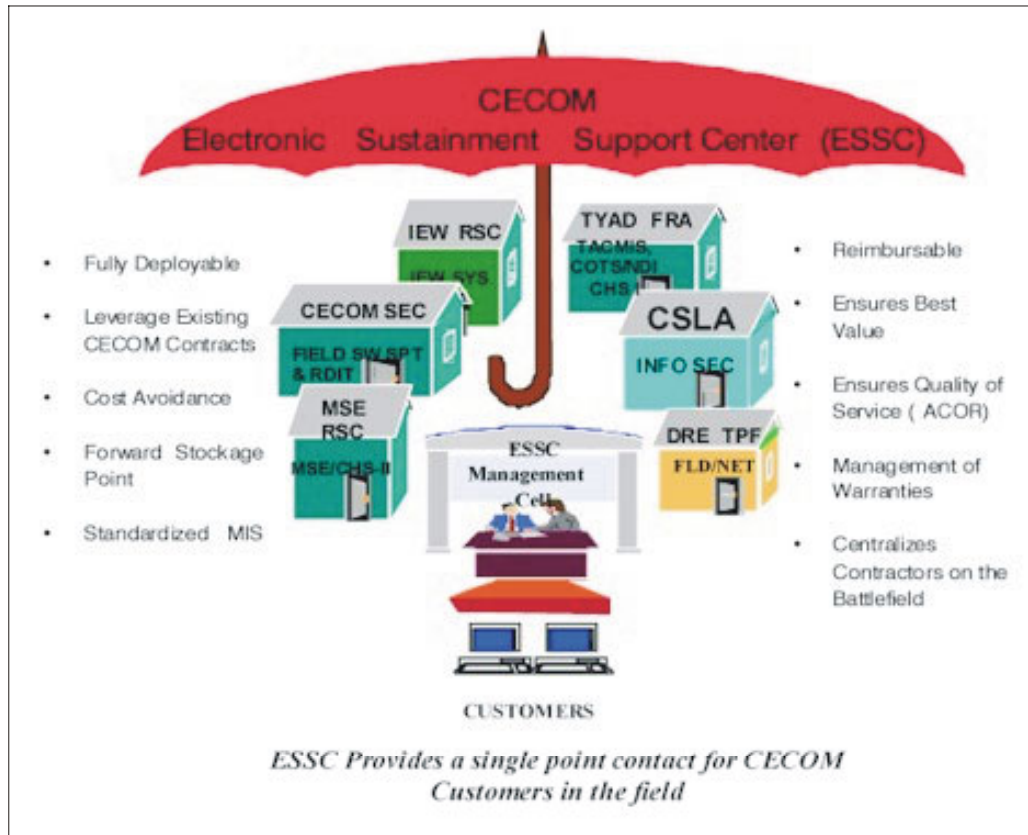 CECOM
Electronic Sustainment Support Center (ESSC)
IEW RSC
IEW SYS
TYAD FRA
TACMIS,
COTS/NDI
CHS
CECOM SEC
FIELD SW SPT
& RDIT
CSLA
INFO SEC
MSE
RSC
MSE/CHS-II
DRE TPF
FLD/NET
ESSC
Management
Cell
• Fully Deployable
• Leverage Existing
CECOM Contracts
• Cost Avoidance
• Forward Stockage
Point
• Standardized MIS
• Reimbursable
• Ensures Best
Value
• Ensures Quality of
Service ( ACOR)
• Management of
Warranties
• Centralizes
Contractors on the
Battlefield
CUSTOMERS
ESSC Provides a single point contact for CECOM
Customers in the field